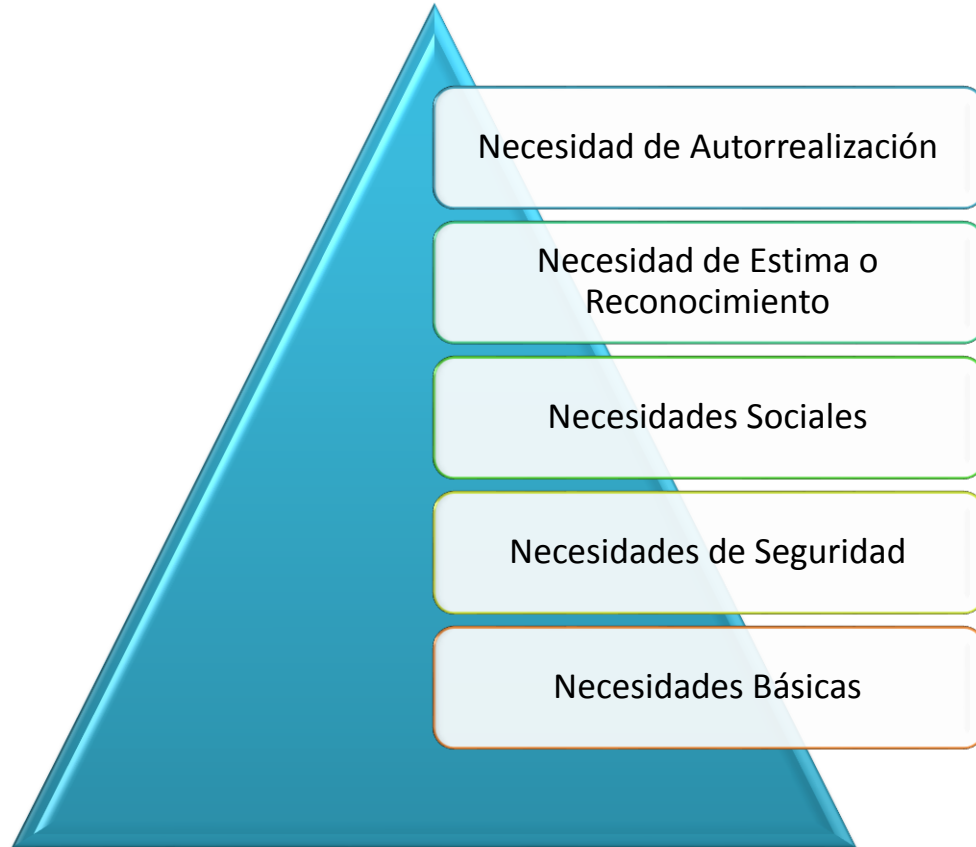 Necesidad de Autorrealización
Necesidad de Estima o
Reconocimiento
Necesidades Sociales
Necesidades de Seguridad
Necesidades Básicas